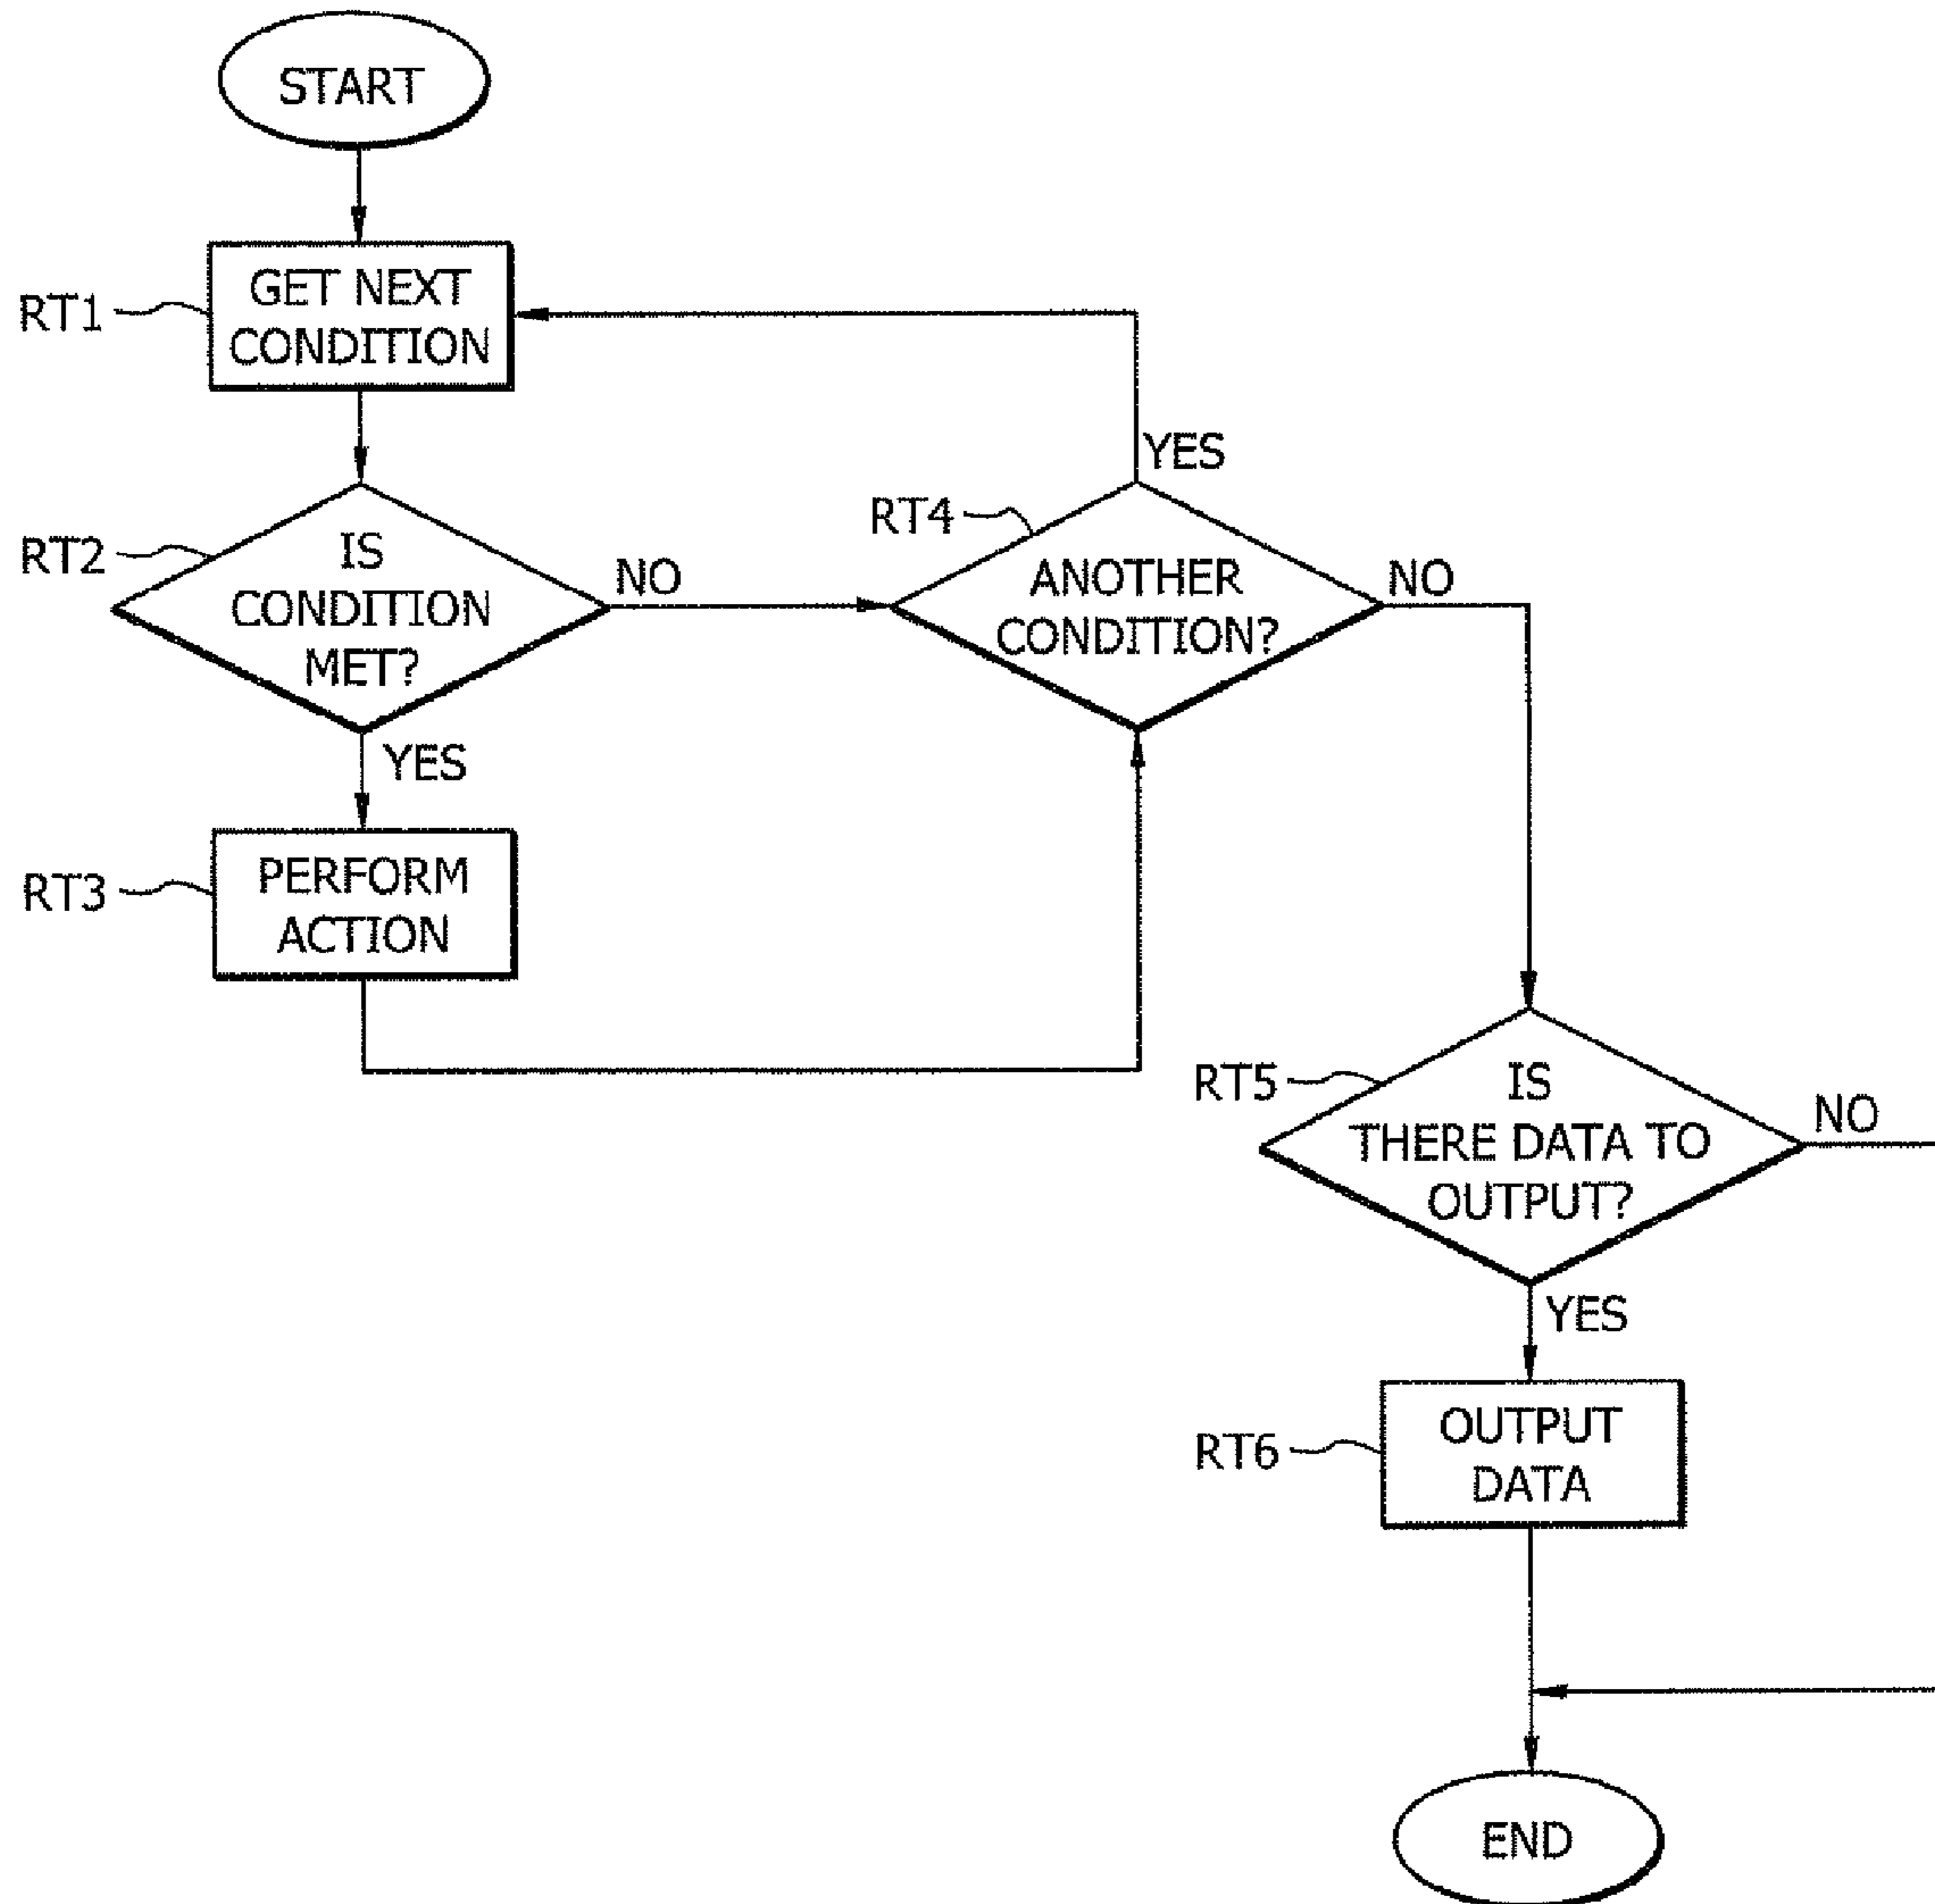 START
RT1
GET NEXT
CONDITION
RT2
IS
CONDITION
MET?
NO
YES
RT3
PERFORM
ACTION
RT4
ANOTHER
CONDITION?
YES
NO
RT5
IS
THERE DATA TO
OUTPUT?
NO
YES
RT6
OUTPUT
DATA
END